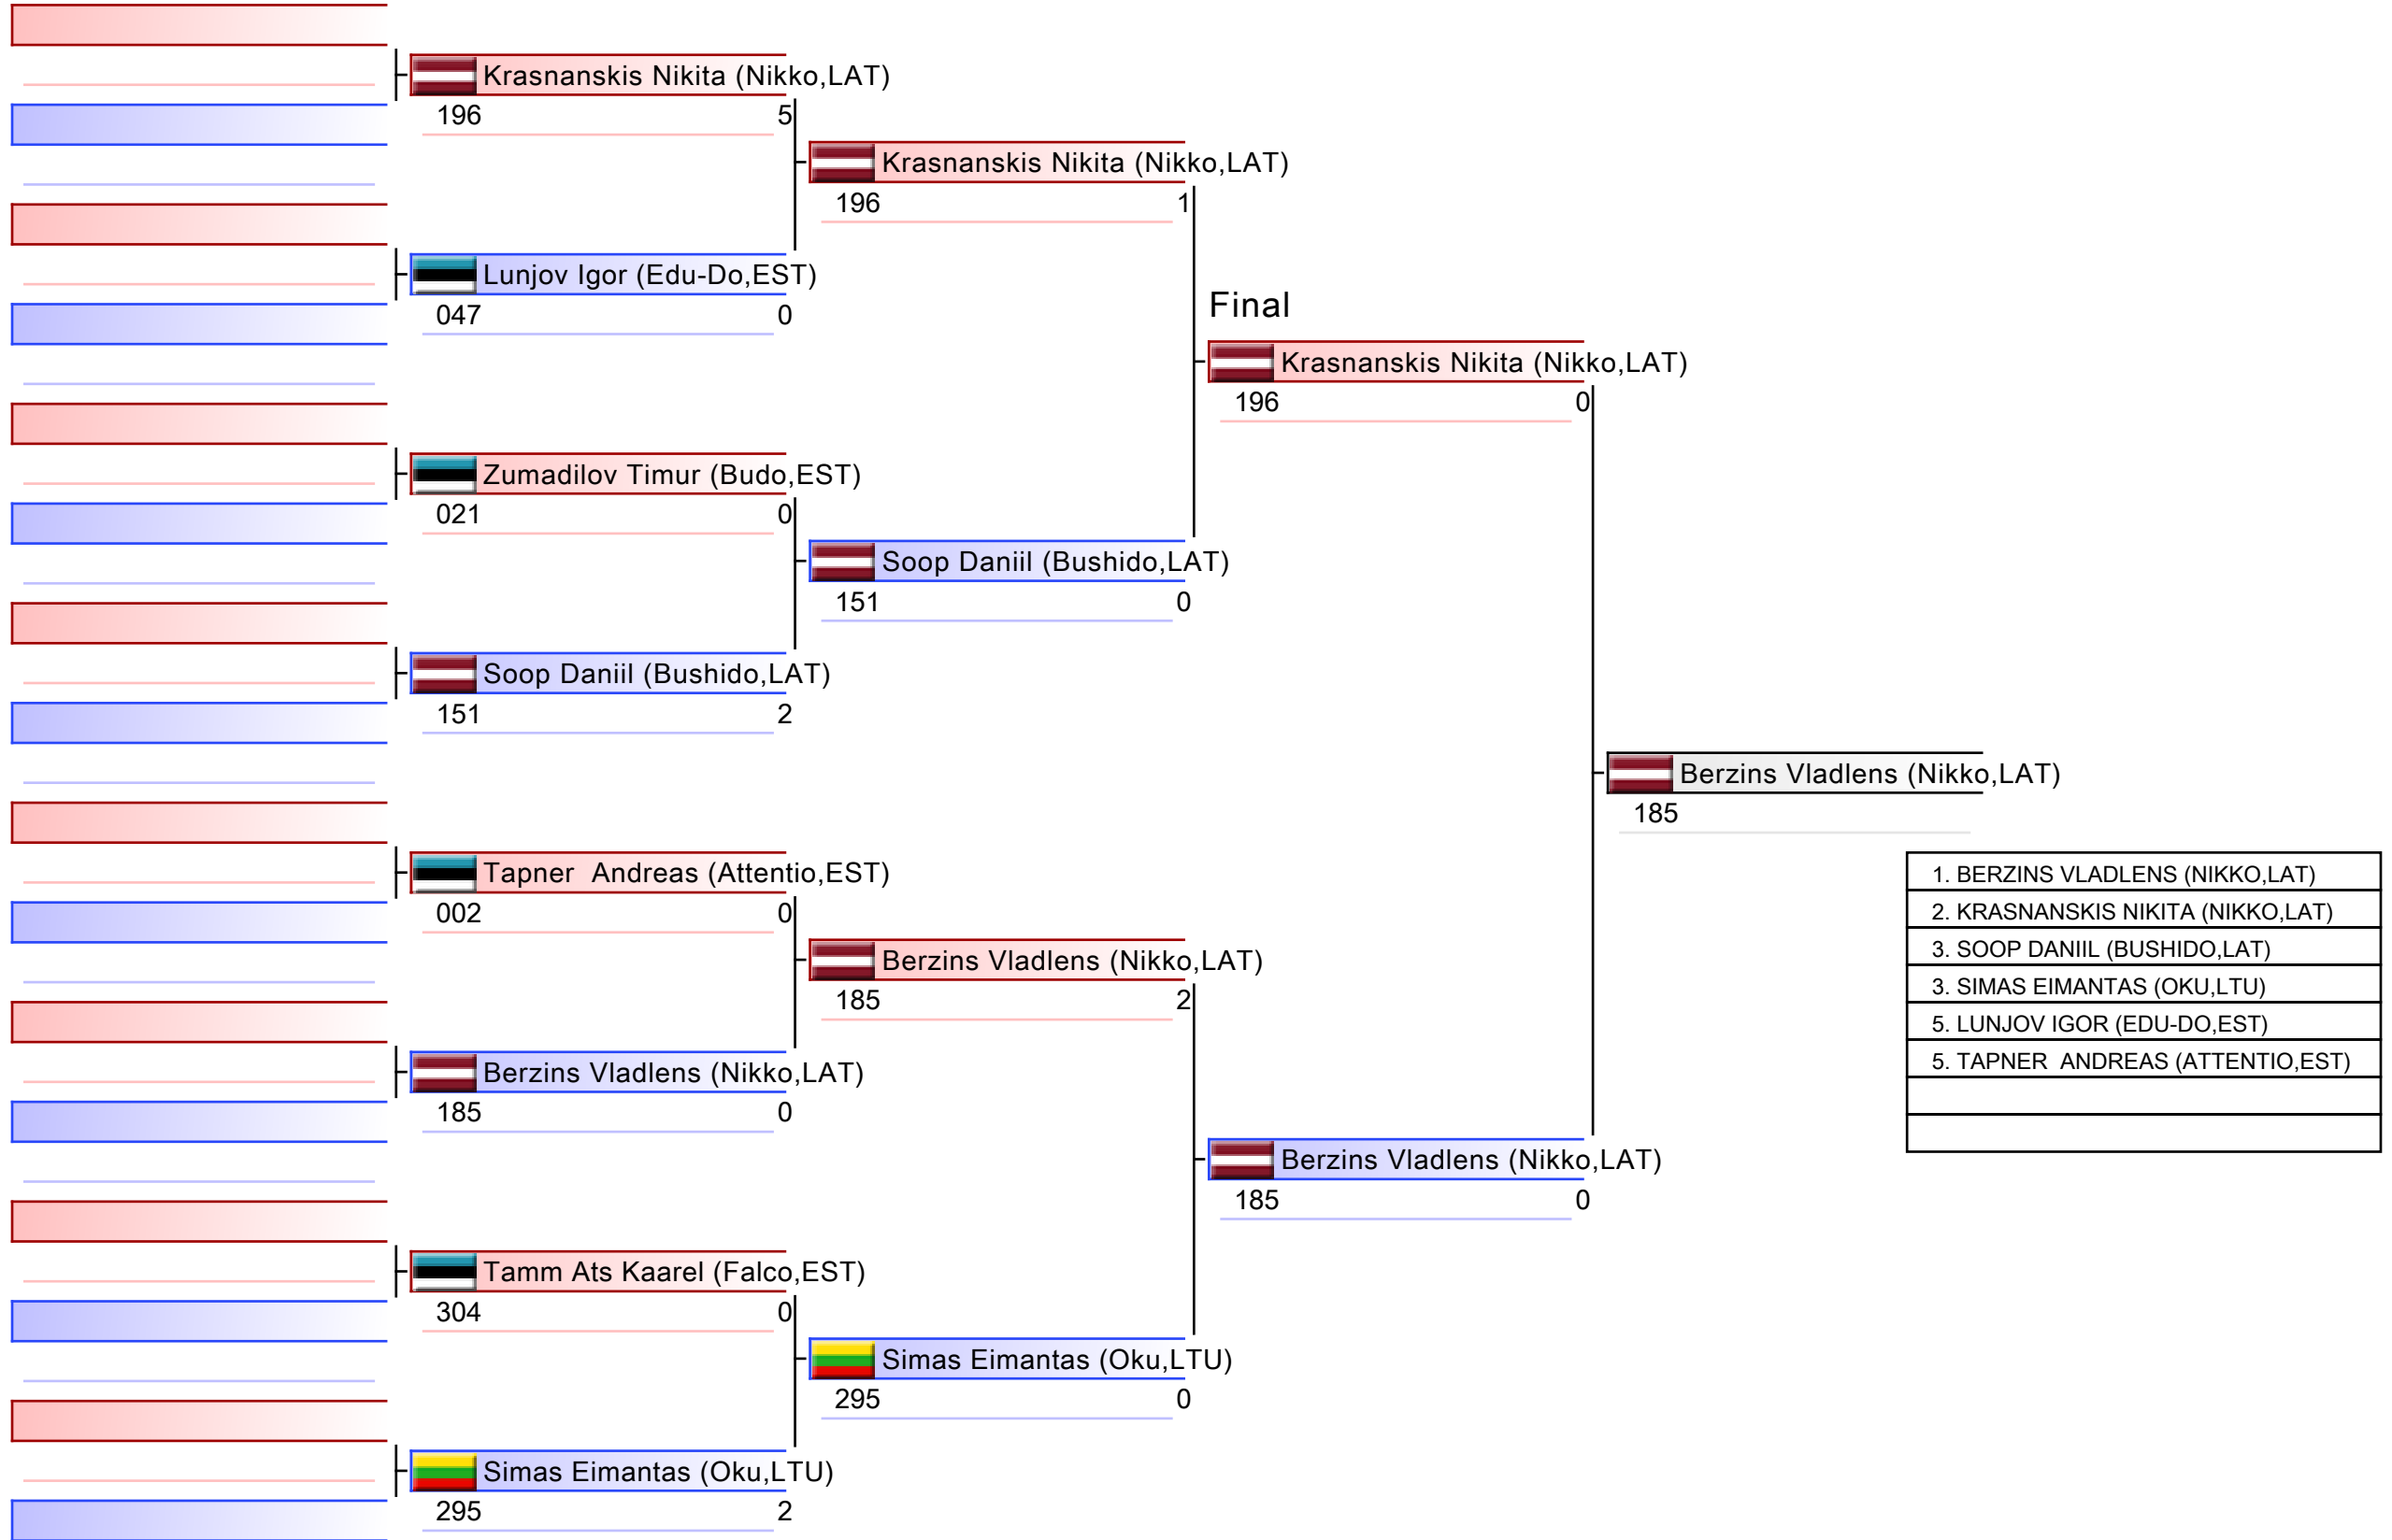 Krasnanskis Nikita (Nikko,LAT)
196 5
Krasnanskis Nikita (Nikko,LAT)
196 1
Lunjov Igor (Edu-Do,EST)
047 0
Final
Krasnanskis Nikita (Nikko,LAT)
196 0
Zumadilov Timur (Budo,EST)
021 0
Soop Daniil (Bushido,LAT)
151 0
Soop Daniil (Bushido,LAT)
151 2
Berzins Vladlens (Nikko,LAT)
185
Tapner  Andreas (Attentio,EST)
002 0
Berzins Vladlens (Nikko,LAT)
185 2
Berzins Vladlens (Nikko,LAT)
185 0
Berzins Vladlens (Nikko,LAT)
185 0
Tamm Ats Kaarel (Falco,EST)
304 0
Simas Eimantas (Oku,LTU)
295 0
Simas Eimantas (Oku,LTU)
295 2
1. BERZINS VLADLENS (NIKKO,LAT)
2. KRASNANSKIS NIKITA (NIKKO,LAT)
3. SOOP DANIIL (BUSHIDO,LAT)
3. SIMAS EIMANTAS (OKU,LTU)
5. LUNJOV IGOR (EDU-DO,EST)
5. TAPNER  ANDREAS (ATTENTIO,EST)